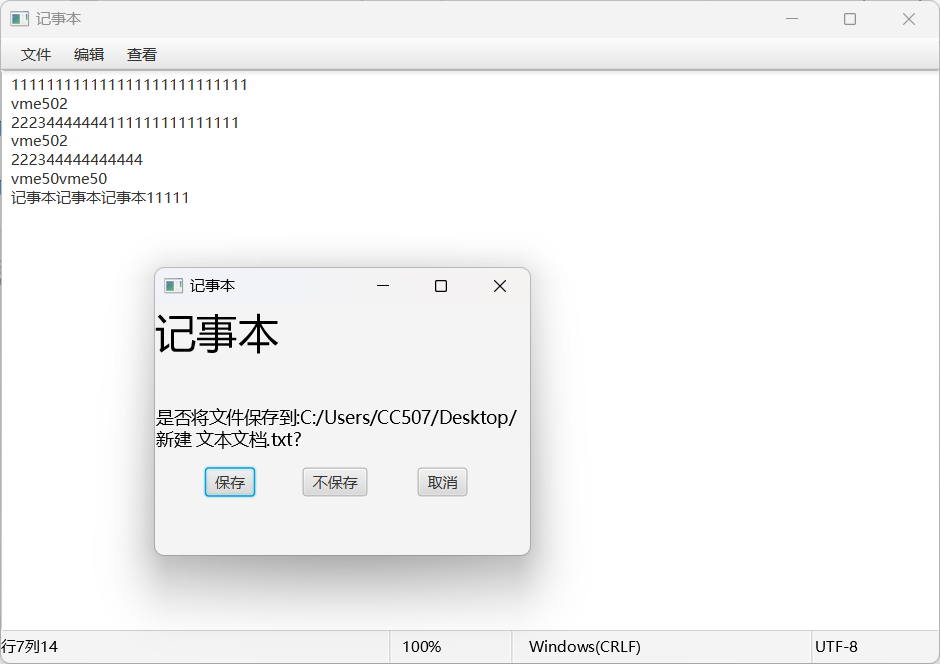 记事本
文件 编辑 查看
1111111111111111111111111111
vme502
22234444444111111111111111
vme502
222344444444444
vme50vme50
记事本记事本记事本11111
记事本
记事本
是否将文件保存到:C:/Users/CC507/Desktop/
新建 文本文档.txt?
保存 不保存 取消
行7列14 100% Windows(CRLF) UTF-8